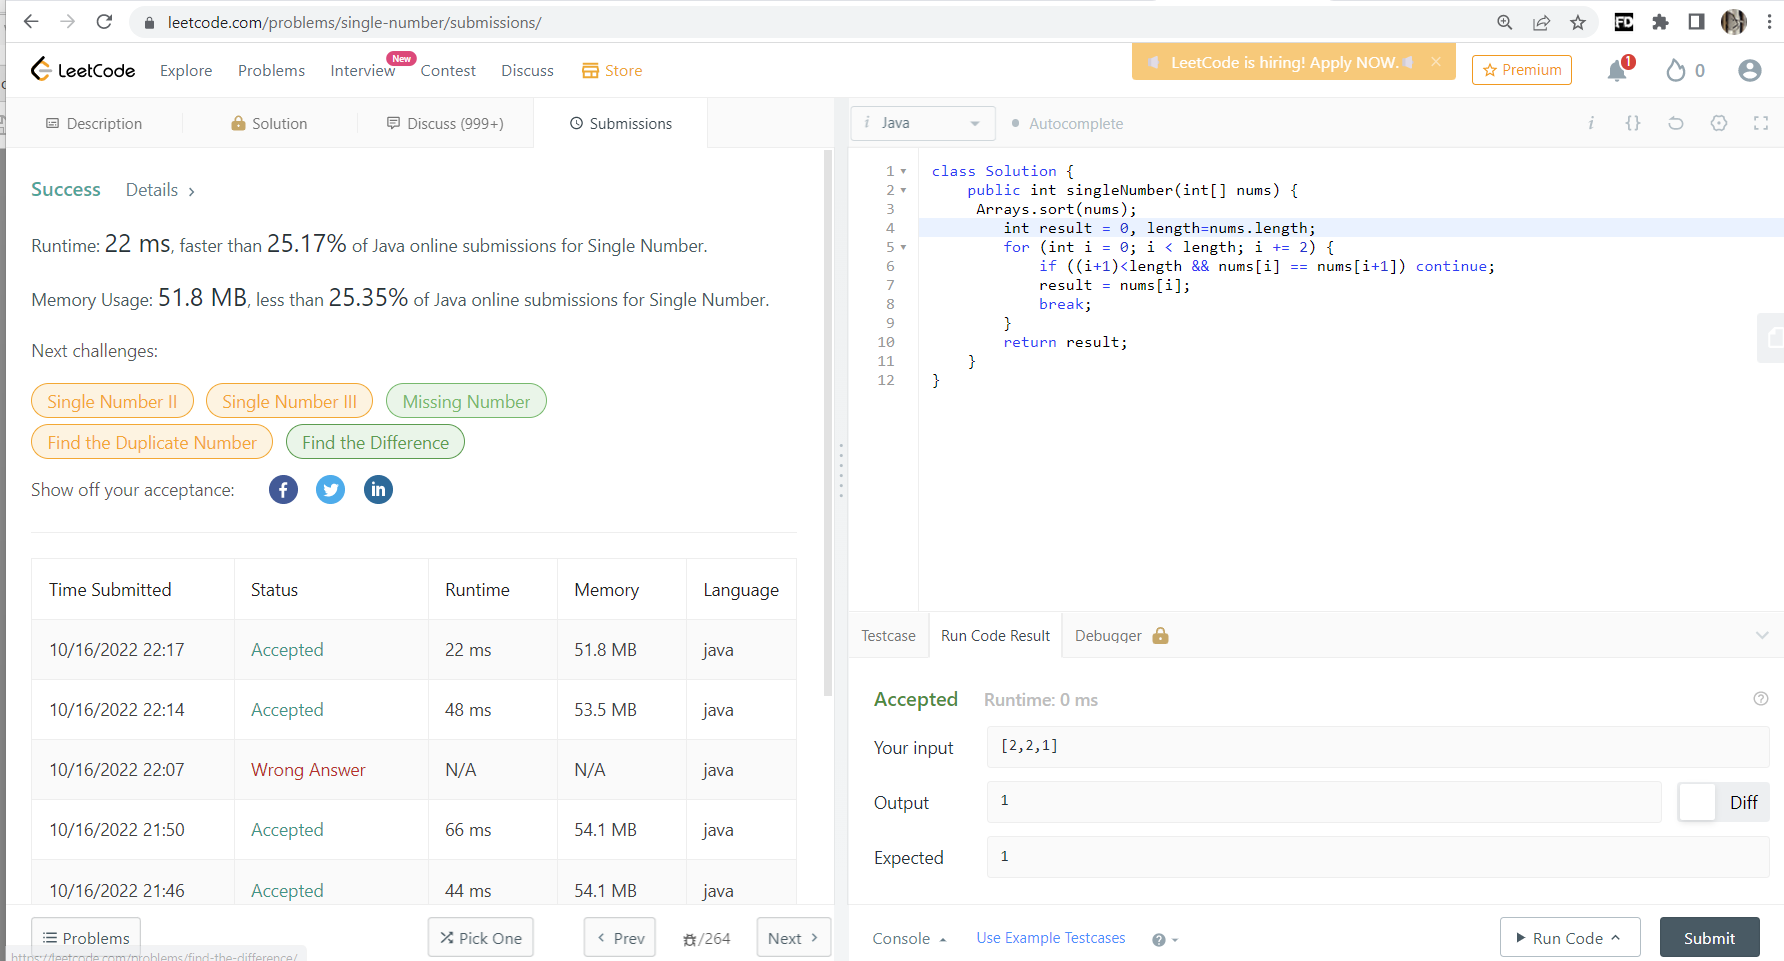 leetcode.com/problems/single-number/submissions/
LeetCode
Explore
Problems
Interview
New
Contest
Discuss
Store
LeetCode is hiring! Apply NOW.
Premium
1
0
Description
Solution
Discuss (999+)
Submissions
Success
Details
Runtime: 22 ms, faster than 25.17% of Java online submissions for Single Number.
Memory Usage: 51.8 MB, less than 25.35% of Java online submissions for Single Number.
Next challenges:
Single Number II
Single Number III
Missing Number
Find the Duplicate Number
Find the Difference
Show off your acceptance:
Time Submitted Status Runtime Memory Language
10/16/2022 22:17 Accepted 22 ms 51.8 MB java
10/16/2022 22:14 Accepted 48 ms 53.5 MB java
10/16/2022 22:07 Wrong Answer N/A N/A java
10/16/2022 21:50 Accepted 66 ms 54.1 MB java
10/16/2022 21:46 Accepted 44 ms 54.1 MB java
Problems
Pick One
Prev
/264
Next
https://leetcode.com/problems/find-the-difference/
i Java
Autocomplete
i {}
1 class Solution {
2 public int singleNumber(int[] nums) {
3 Arrays.sort(nums);
4 int result = 0, length=nums.length;
5 for (int i = 0; i < length; i += 2) {
6 if ((i+1)<length && nums[i] == nums[i+1]) continue;
7 result = nums[i];
8 break;
9 }
10 return result;
11 }
12 }
Testcase
Run Code Result
Debugger
Accepted
Runtime: 0 ms
Your input
[2,2,1]
Output
1
Diff
Expected
1
Console
Use Example Testcases
Run Code
Submit